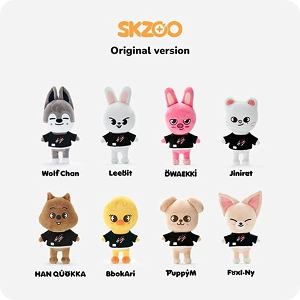 SKZOO
Original version
Wolf Chan
Leebit
DWAEKKI
Jiniret
HAN QUOKKA
BbokAri
PuppyM
FoxI.Ny